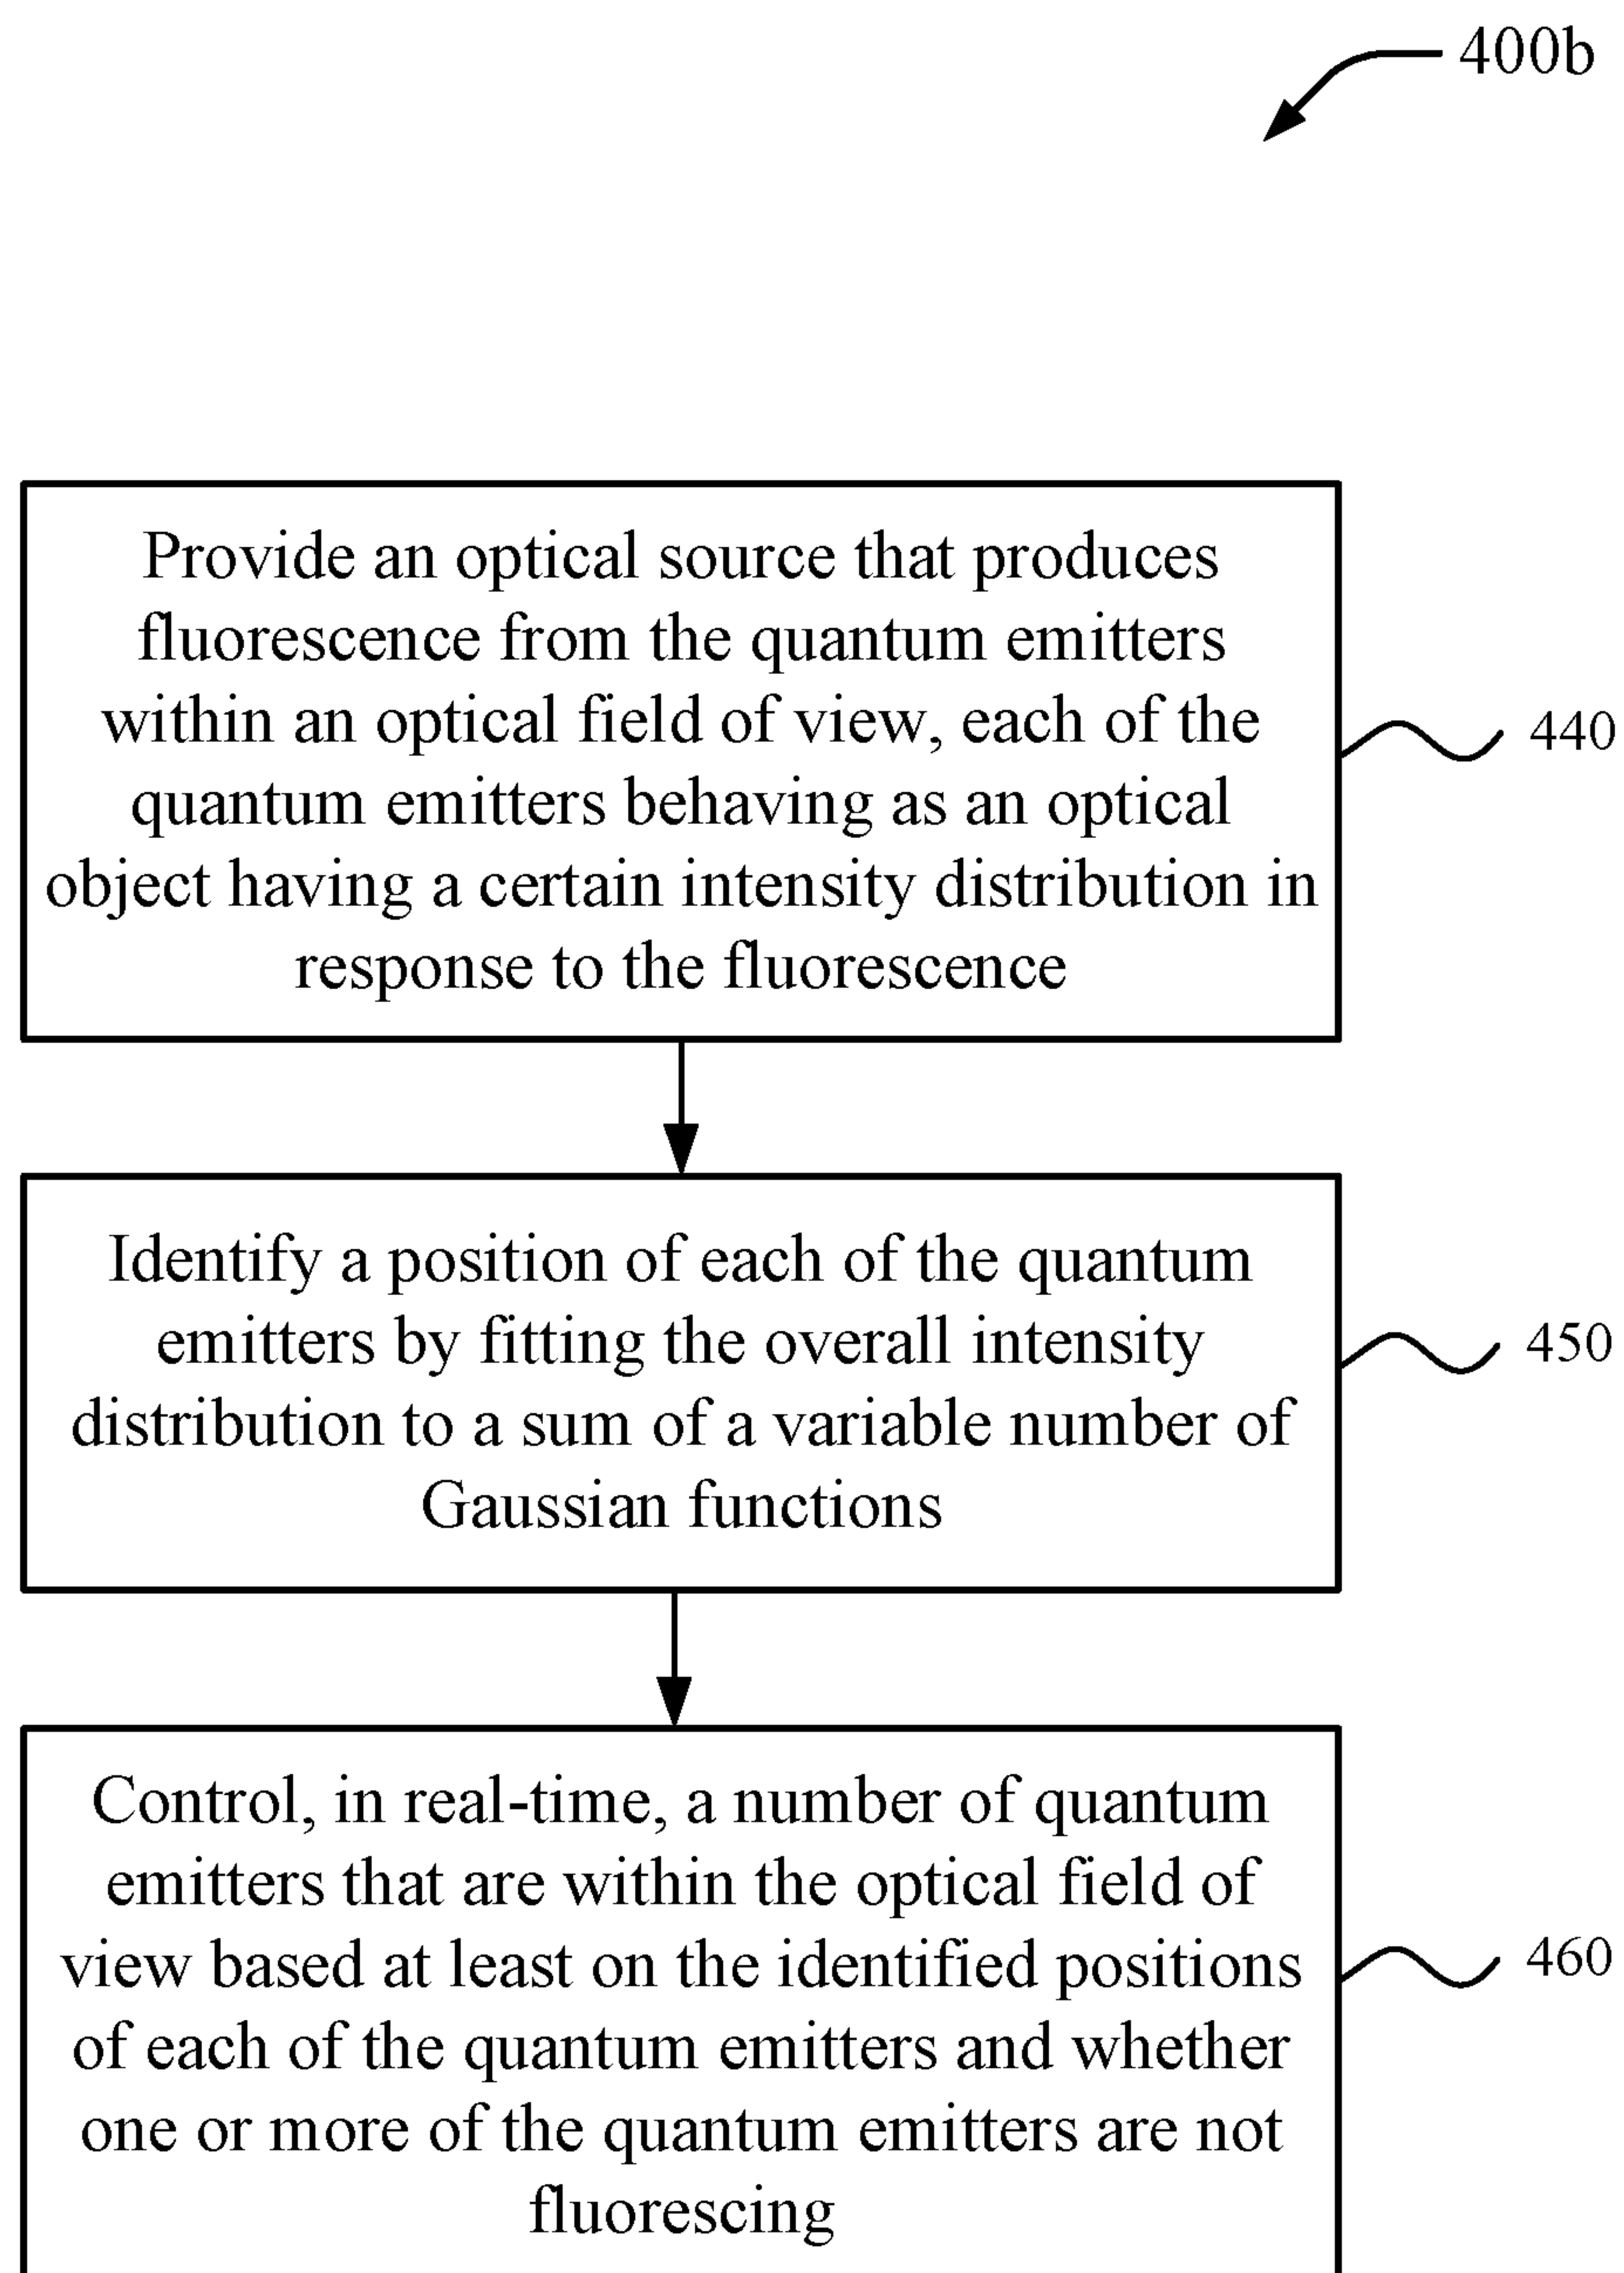 400b
Provide an optical source that produces
fluorescence from the quantum emitters
within an optical field of view, each of the
quantum emitters behaving as an optical
object having a certain intensity distribution in
response to the fluorescence
440
Identify a position of each of the quantum
emitters by fitting the overall intensity
distribution to a sum of a variable number of
Gaussian functions
450
Control, in real-time, a number of quantum
emitters that are within the optical field of
view based at least on the identified positions
of each of the quantum emitters and whether
one or more of the quantum emitters are not
fluorescing
460